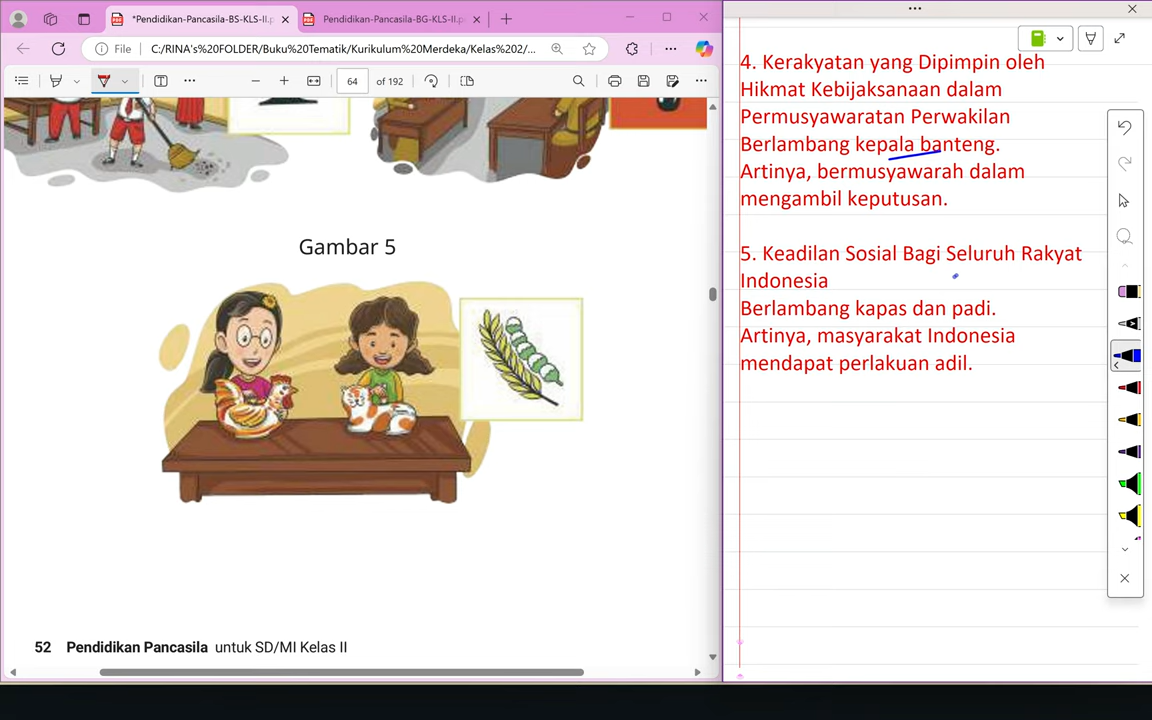 *Pendidikan-Pancasila-BS-KLS-II.p
Pendidikan-Pancasila-BG-KLS-II.p
File
C:/RINA's%20FOLDER/Buku%20Tematik/Kurikulum%20Merdeka/Kelas%202/...
64 of 192
Gambar 5
52 Pendidikan Pancasila untuk SD/MI Kelas II
4. Kerakyatan yang Dipimpin oleh
Hikmat Kebijaksanaan dalam
Permusyawaratan Perwakilan
Berlambang kepala banteng.
Artinya, bermusyawarah dalam
mengambil keputusan.
5. Keadilan Sosial Bagi Seluruh Rakyat
Indonesia
Berlambang kapas dan padi.
Artinya, masyarakat Indonesia
mendapat perlakuan adil.